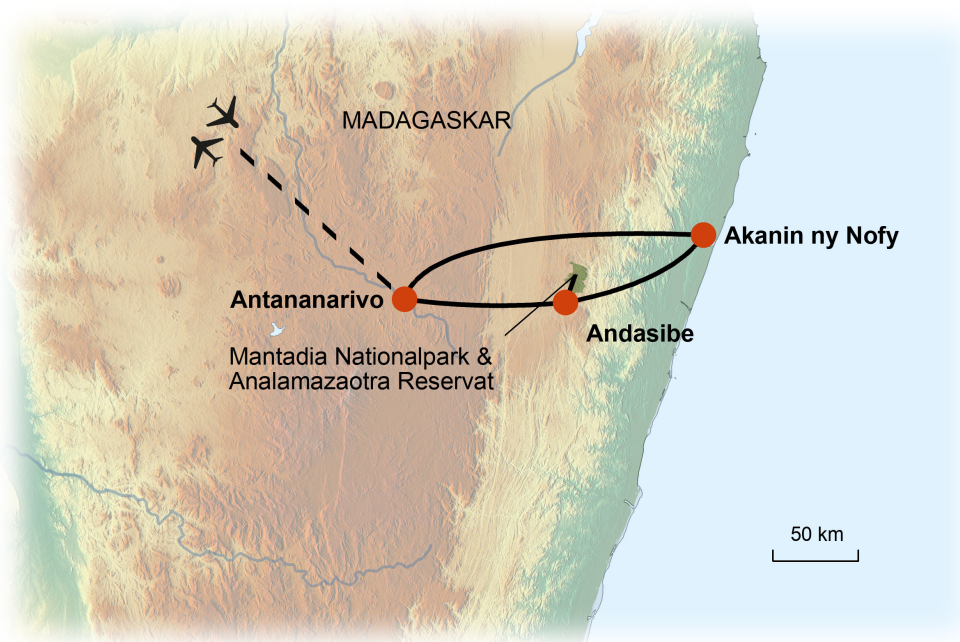 MADAGASKAR
Akanin ny Nofy
Antananarivo
Andasibe
Mantadia Nationalpark &
Analamazaotra Reservat
50 km